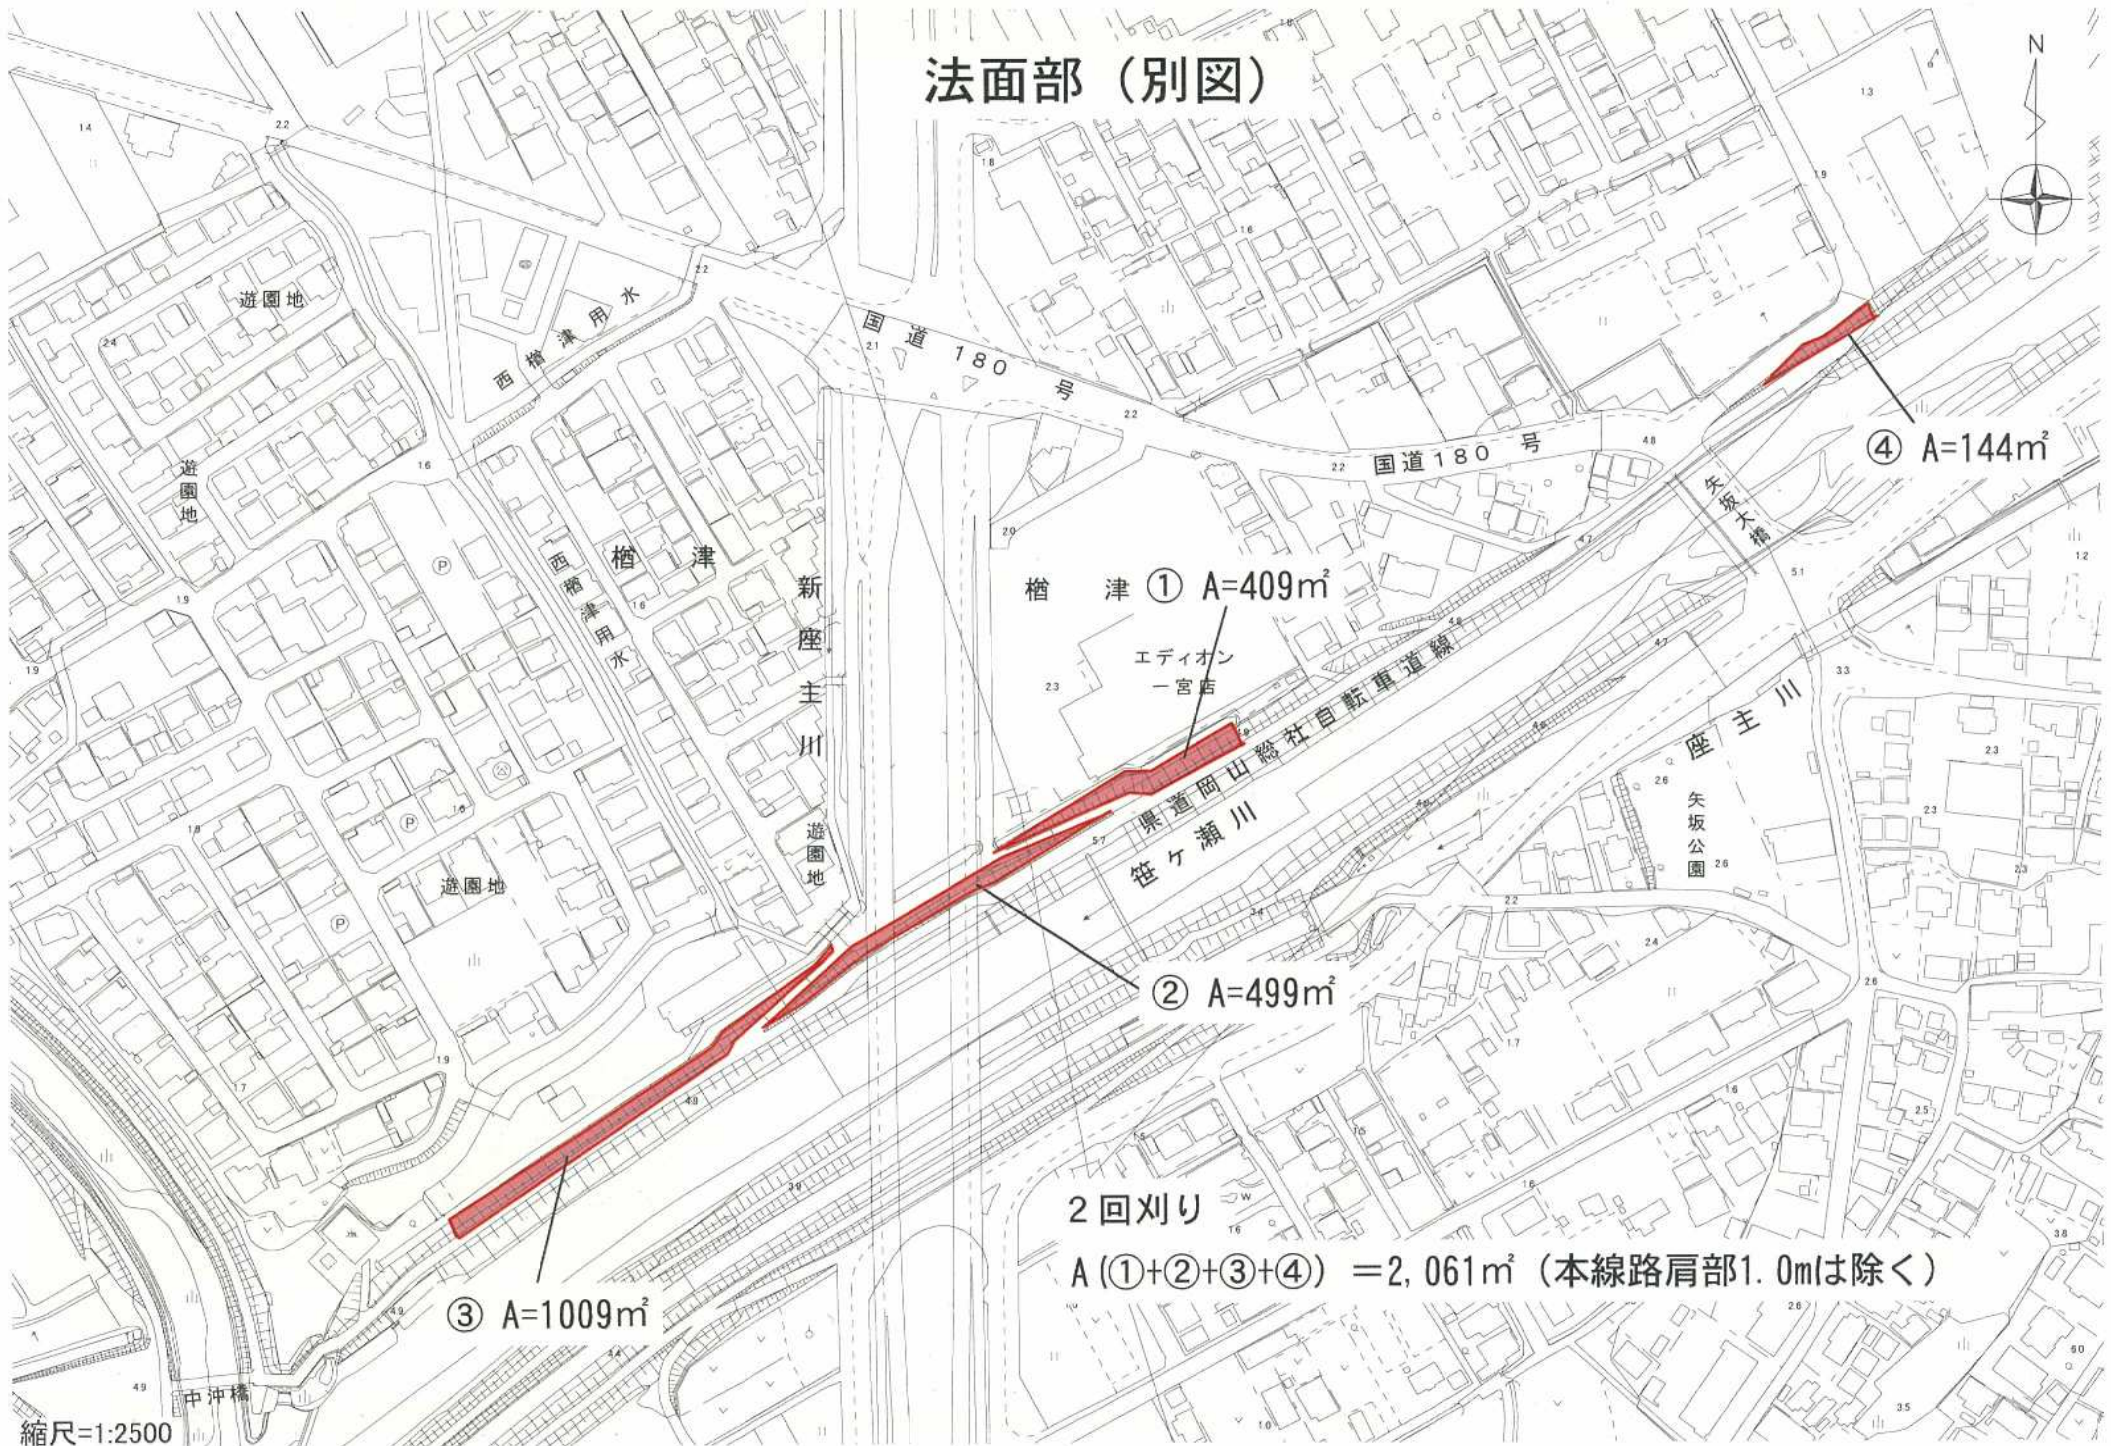 法面部（別図）
N
遊園地
西楢津用水
国道180号
国道180号
④ A=144㎡
遊園地
矢坂大橋
西楢津用水
楢津
新座主川
楢津
① A=409㎡
エディオン
一宮店
県道岡山総社自転車道線
笹ヶ瀬川
座主川
矢坂公園
遊園地
遊園地
② A=499㎡
③ A=1009㎡
2回刈り
A(①+②+③+④) =2,061㎡(本線路肩部1.0mは除く)
中沖橋
縮尺=1:2500